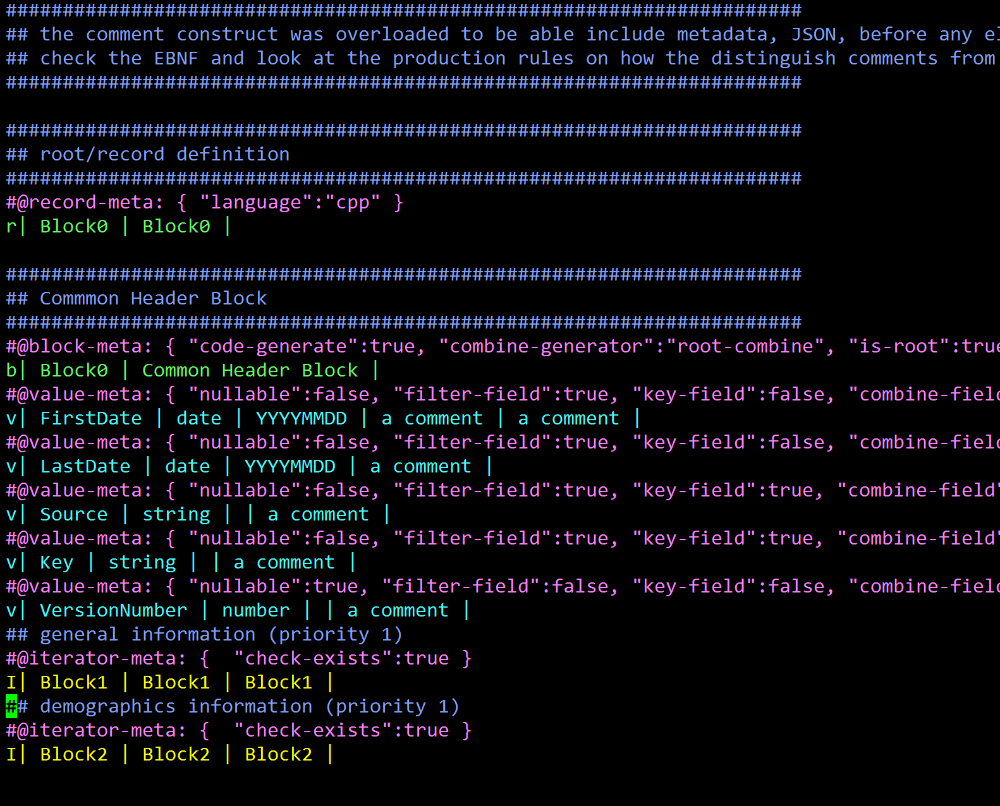 ######################################################################
## the comment construct was overloaded to be able include metadata, JSON, before any
## check the EBNF and look at the production rules on how the distinguish comments from
######################################################################
######################################################################
## root/record definition
######################################################################
#@record-meta: { "language":"cpp" }
r| Block0 | Block0 |
######################################################################
## Commmon Header Block
######################################################################
#@block-meta: { "code-generate":true, "combine-generator":"root-combine", "is-root":true
b| Block0 | Common Header Block |
#@value-meta: { "nullable":false, "filter-field":true, "key-field":false, "combine-field
v| FirstDate | date | YYYYMMDD | a comment | a comment |
#@value-meta: { "nullable":false, "filter-field":true, "key-field":false, "combine-field
v| LastDate | date | YYYYMMDD | a comment |
#@value-meta: { "nullable":false, "filter-field":true, "key-field":true, "combine-field"
v| Source | string | | a comment |
#@value-meta: { "nullable":false, "filter-field":true, "key-field":true, "combine-field"
v| Key | string | | a comment |
#@value-meta: { "nullable":true, "filter-field":false, "key-field":false, "combine-field
v| VersionNumber | number | | a comment |
## general information (priority 1)
#@iterator-meta: {  "check-exists":true }
I| Block1 | Block1 | Block1 |
## demographics information (priority 1)
#@iterator-meta: {  "check-exists":true }
I| Block2 | Block2 | Block2 |